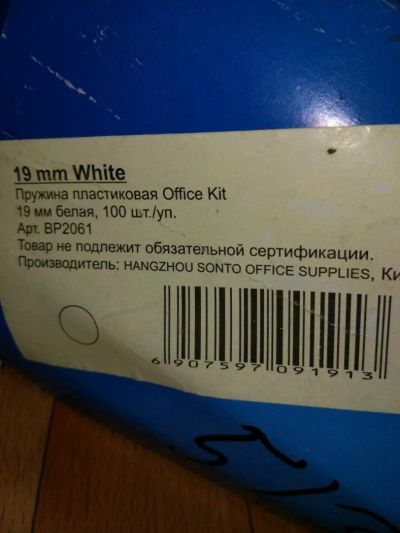 19 mm White
Пружина пластиковая Office Kit
19 мм белая, 100 шт./уп.
Арт. BP2061
Товар не подлежит обязательной сертификации.
Производитель: HANGZHOU SONTO OFFICE SUPPLIES,
6 907597 091913